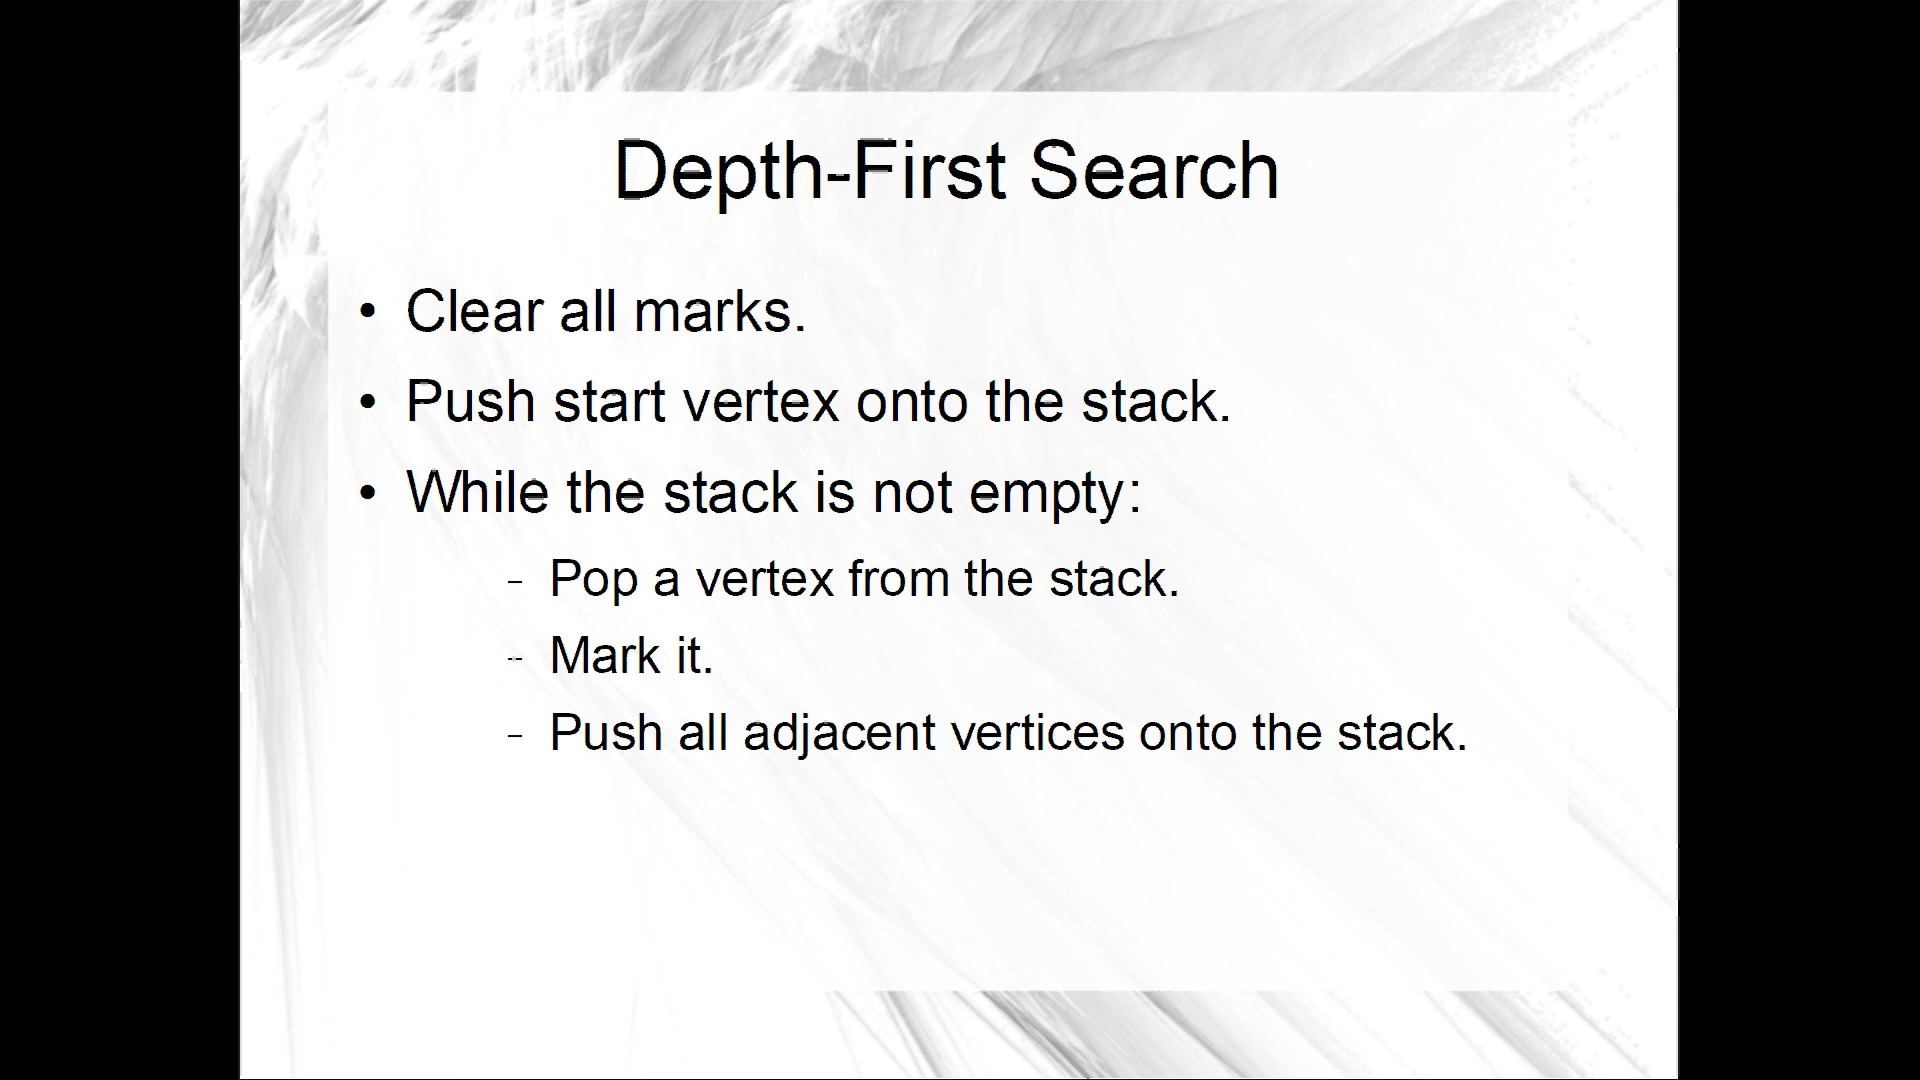 Depth-First Search
• Clear all marks.
• Push start vertex onto the stack.
• While the stack is not empty:
– Pop a vertex from the stack.
– Mark it.
– Push all adjacent vertices onto the stack.